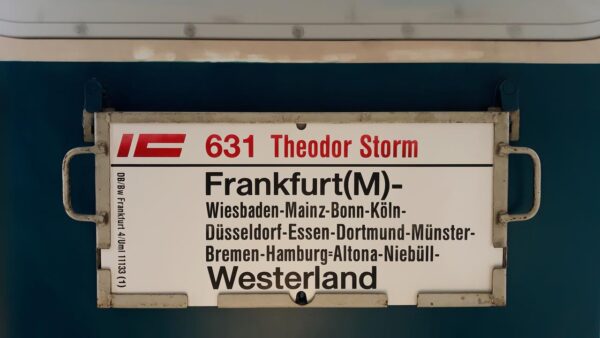 IC 631 Theodor Storm
Frankfurt(M)-
Wiesbaden-Mainz-Bonn-Köln-
Düsseldorf-Essen-Dortmund-Münster-
Bremen-Hamburg=Altona-Niebüll-
Westerland
DB/Bw Frankfurt 4/Uml 11133 (1)